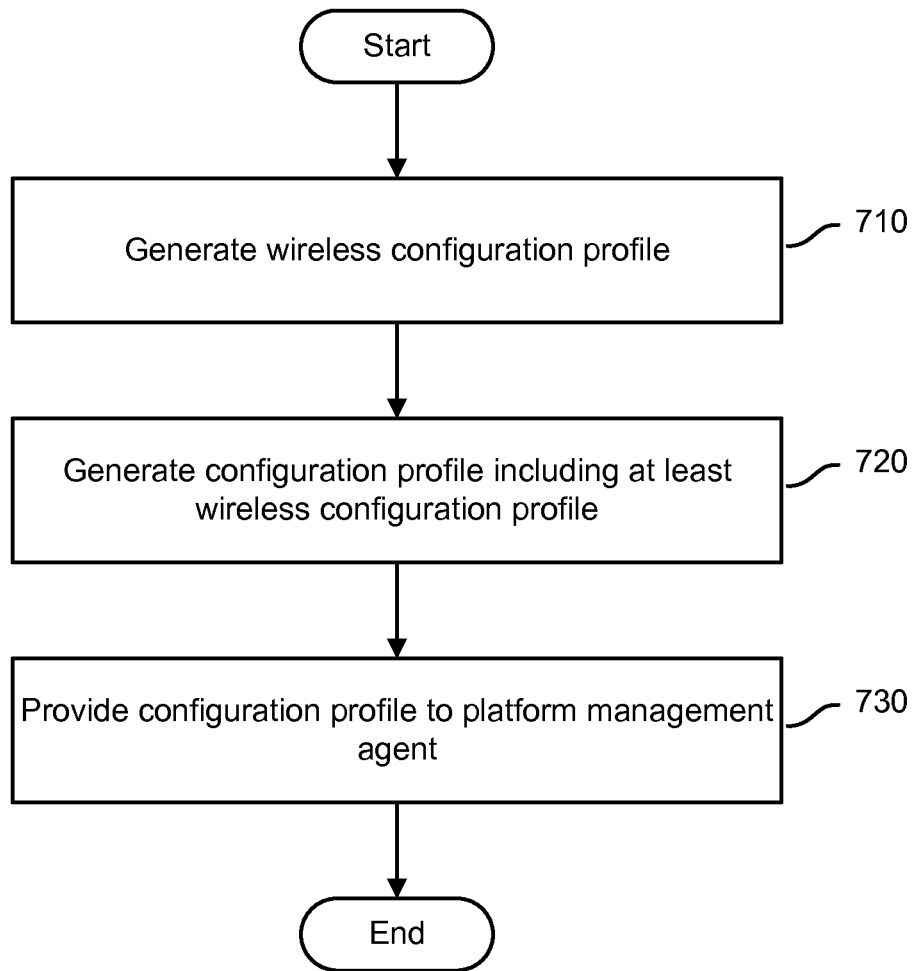 Start
Generate wireless configuration profile
710
Generate configuration profile including at least
wireless configuration profile
720
Provide configuration profile to platform management
agent
730
End